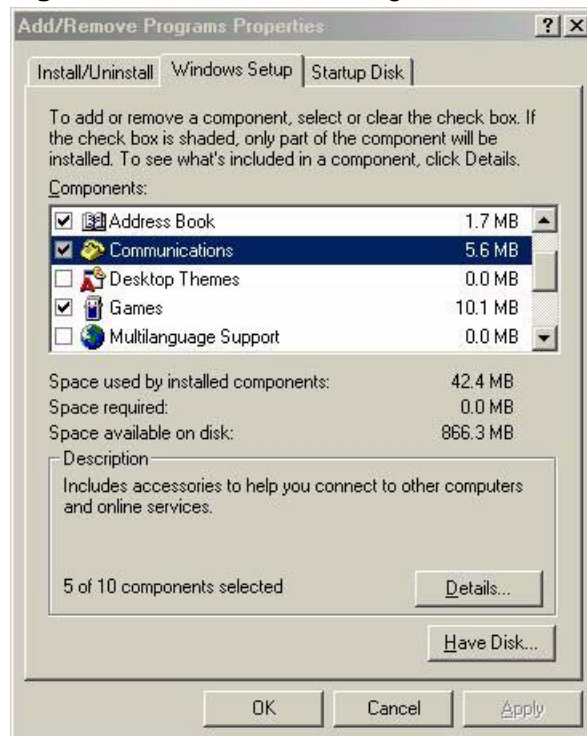 Add/Remove Programs Properties
Install/Uninstall Windows Setup Startup Disk
To add or remove a component, select or clear the check box. If
the check box is shaded, only part of the component will be
installed. To see what's included in a component, click Details.
Components:
Address Book 1.7 MB
Communications 5.6 MB
Desktop Themes 0.0 MB
Games 10.1 MB
Multilanguage Support 0.0 MB
Space used by installed components: 42.4 MB
Space required: 0.0 MB
Space available on disk: 866.3 MB
Description
Includes accessories to help you connect to other computers
and online services.
5 of 10 components selected Details...
Have Disk...
OK Cancel Apply